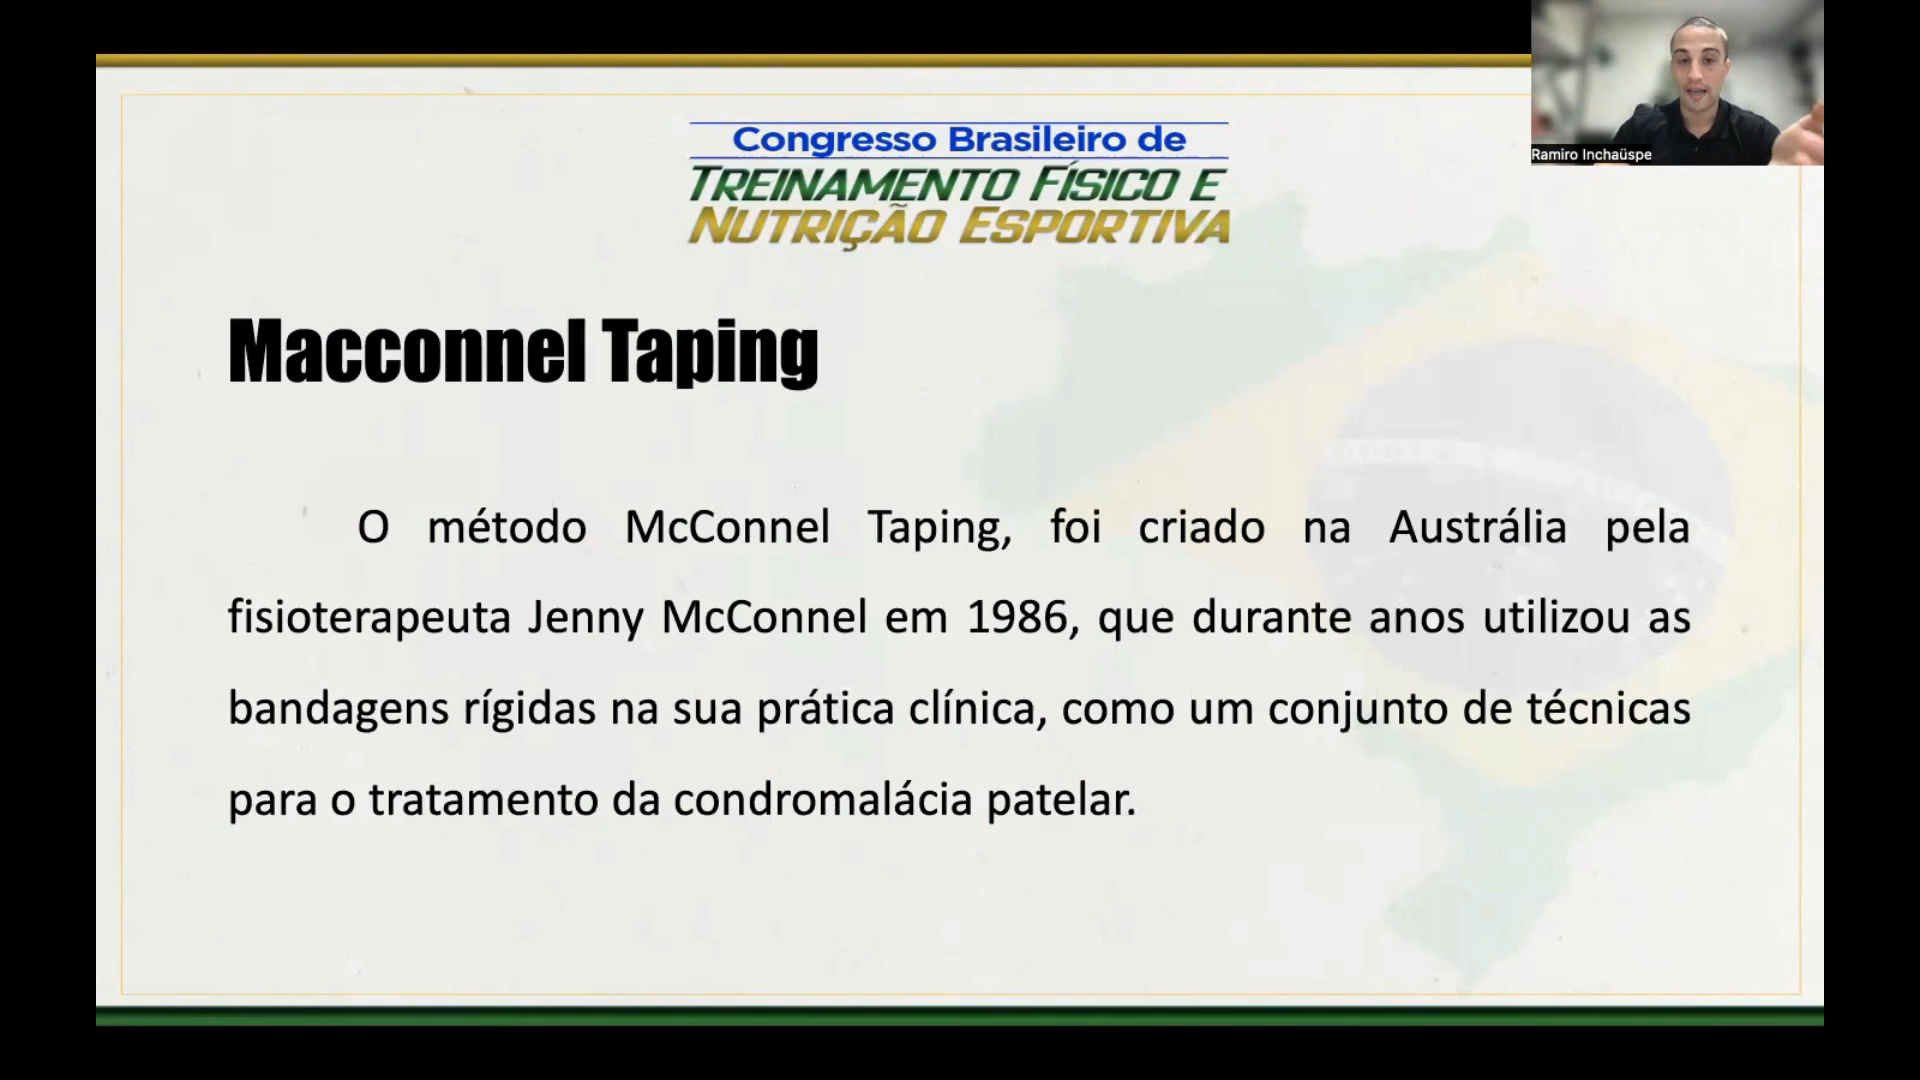 Congresso Brasileiro de
TREINAMENTO FÍSICO E
NUTRIÇÃO ESPORTIVA
Ramiro Inchaüspe
Macconnel Taping
O método McConnel Taping, foi criado na Austrália pela
fisioterapeuta Jenny McConnel em 1986, que durante anos utilizou as
bandagens rígidas na sua prática clínica, como um conjunto de técnicas
para o tratamento da condromalácia patelar.